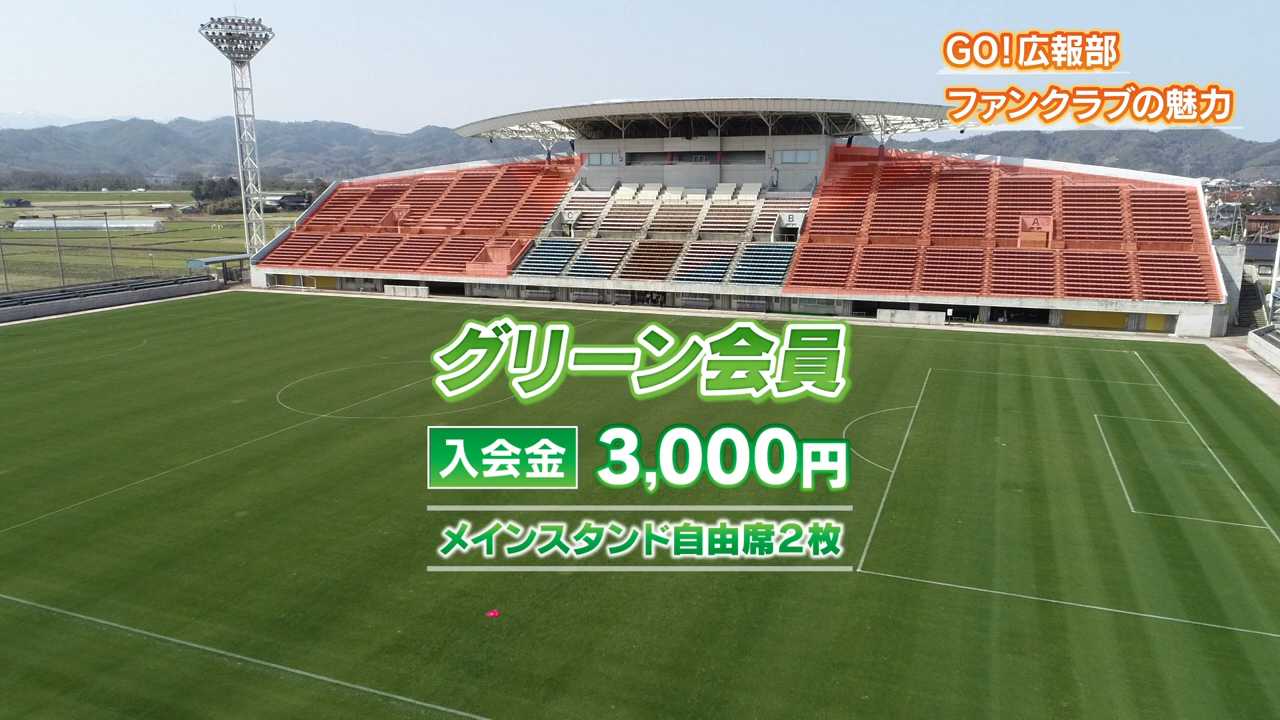 GO!広報部
ファンクラブの魅力
C
B
A
グリーン会員
入会金 3,000円
メインスタンド自由席2枚